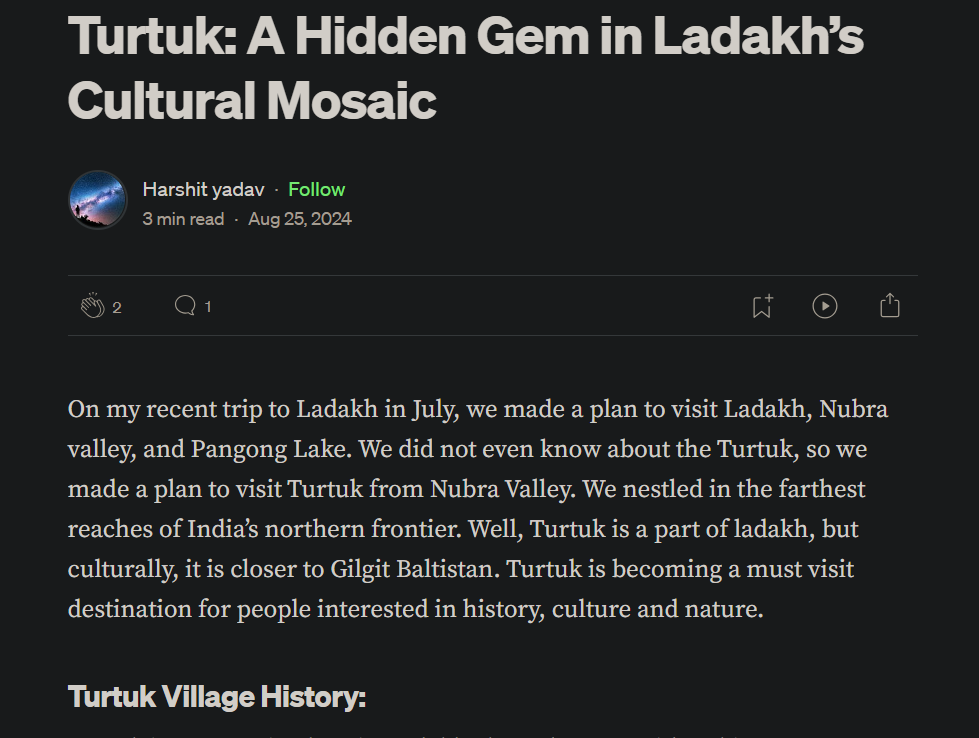 Turtuk: A Hidden Gem in Ladakh’s
Cultural Mosaic
Harshit yadav · Follow
3 min read · Aug 25, 2024
2 1
On my recent trip to Ladakh in July, we made a plan to visit Ladakh, Nubra
valley, and Pangong Lake. We did not even know about the Turtuk, so we
made a plan to visit Turtuk from Nubra Valley. We nestled in the farthest
reaches of India’s northern frontier. Well, Turtuk is a part of ladakh, but
culturally, it is closer to Gilgit Baltistan. Turtuk is becoming a must visit
destination for people interested in history, culture and nature.
Turtuk Village History: